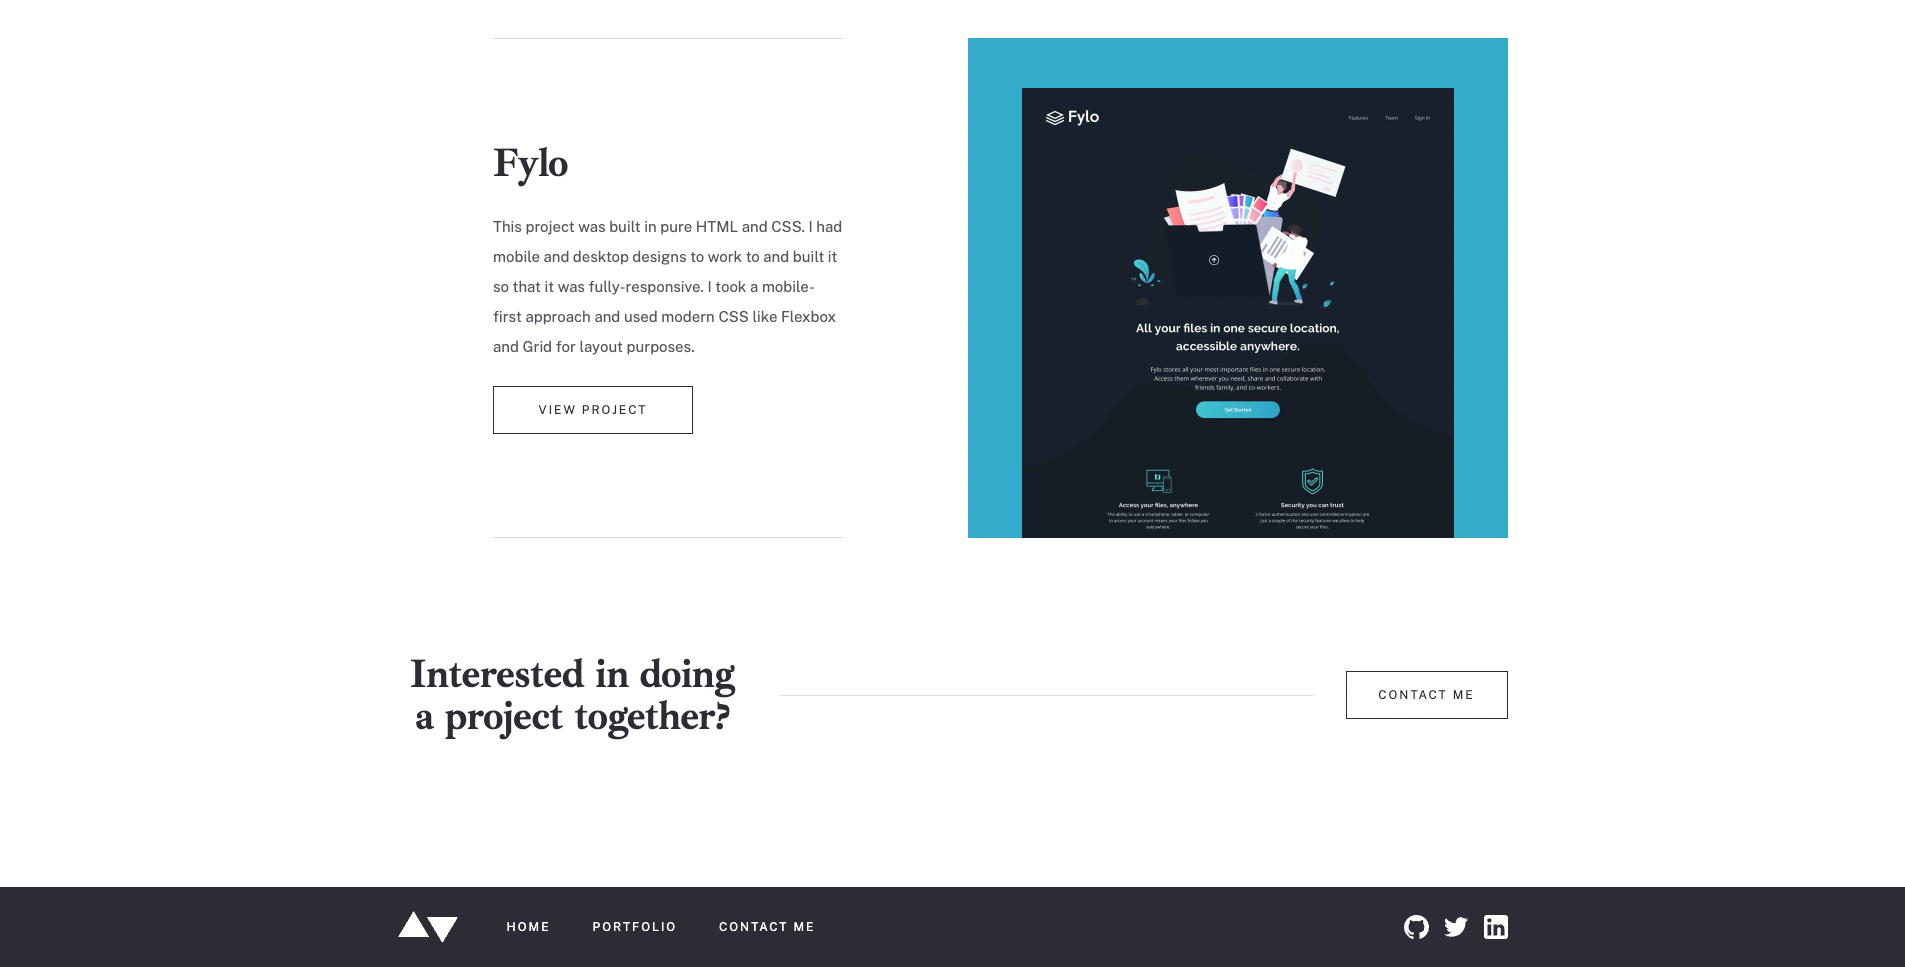 Fylo
This project was built in pure HTML and CSS. I had
mobile and desktop designs to work to and built it
so that it was fully-responsive. I took a mobile-
first approach and used modern CSS like Flexbox
and Grid for layout purposes.
VIEW PROJECT
Fylo
Features Team Sign In
All your files in one secure location,
accessible anywhere.
Fylo stores all your most important files in one secure location.
Access them wherever you need, share and collaborate with
friends family, and co-workers.
Get Started
Access your files, anywhere
The ability to use a smartphone, tablet, or computer
to access your account means your files follow you
everywhere.
Security you can trust
2-factor authentication and user-controlled encryption are
just a couple of the security features we allow to help
secure your files.
Interested in doing
a project together?
CONTACT ME
HOME PORTFOLIO CONTACT ME